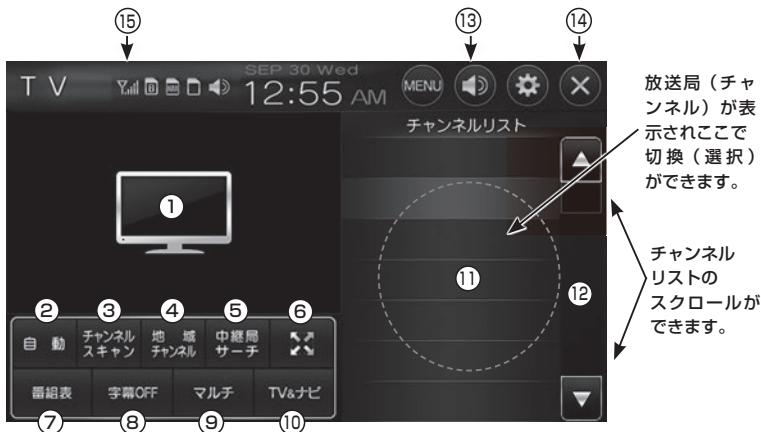 ⑮ ⑬ ⑭
TV
SEP 30 Wed
12:55 AM
MENU
チャンネルリスト
放送局(チャ
ンネル)が表
示されここで
切換(選択)
ができます。
①
⑪
⑫
チャンネル
リストの
スクロールが
できます。
② ③ ④ ⑤ ⑥
自動
チャンネル
スキャン
地域
チャンネル
中継局
サーチ
番組表
字幕OFF
マルチ
TV&ナビ
⑦ ⑧ ⑨ ⑩